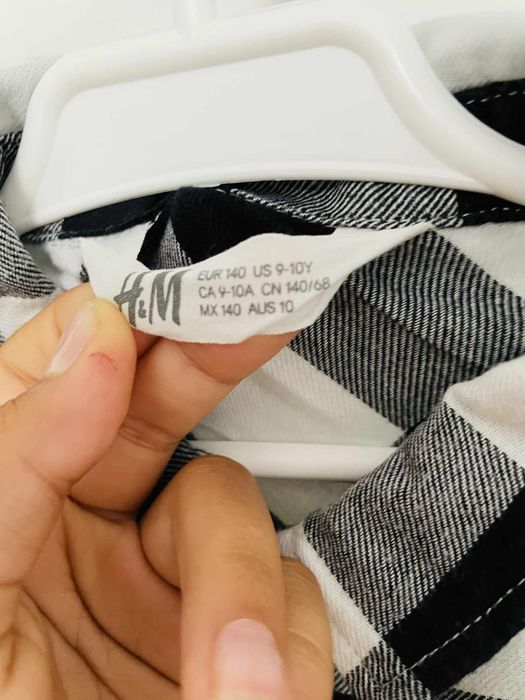 H&M
EUR 140 US 9-10Y
CA 9-10A CN 140/68
MX 140 AUS 10